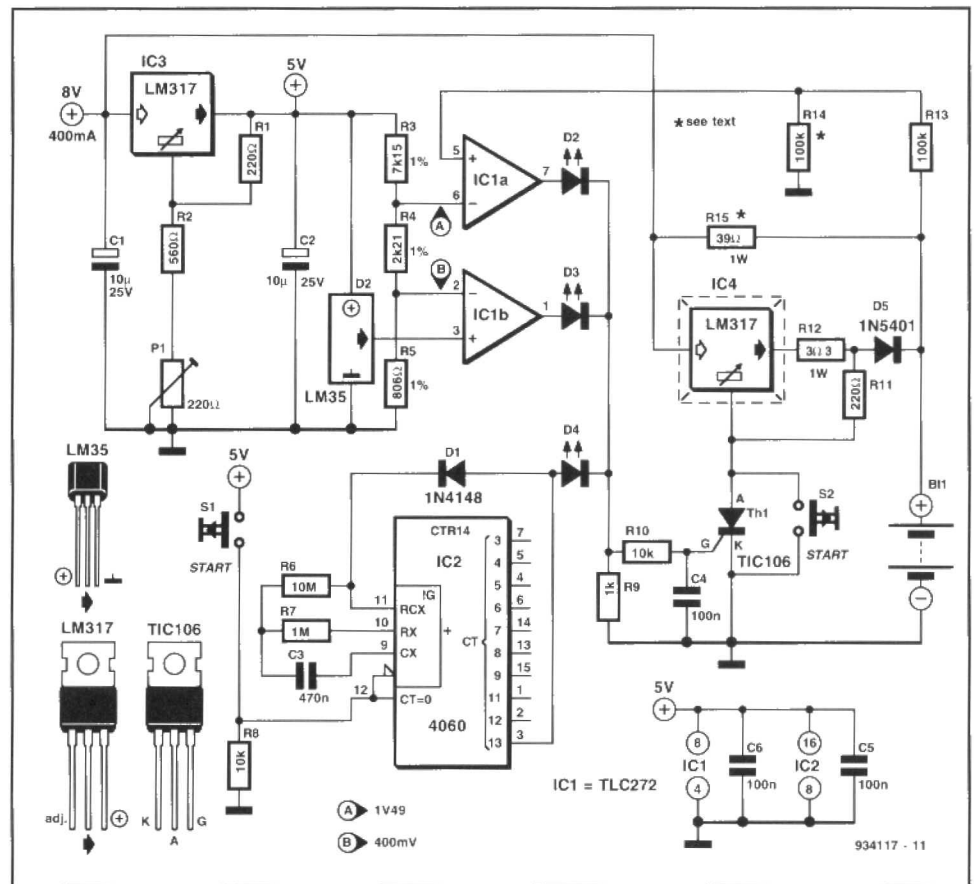 IC3
8V
LM317
5V
400mA
R1
220Ω
R3
7k15
1%
5
+
IC1a
7
6
−
A
D2
* see text
R14
100k
*
R13
100k
R2
560Ω
C1
10µ
25V
C2
10µ
25V
R4
2k21
1%
B
D2
LM35
2
−
IC1b
1
3
+
D3
R15 *
39Ω
1W
IC4
LM317
R12
3Ω3
1W
D5
1N5401
R11
220Ω
P1
220Ω
R5
806Ω
1%
LM35
5V
S1
START
D1
1N4148
D4
CTR14
IC2
R6
10M
R7
1M
C3
470n
11
RCX
10
RX
9
CX
12
CT=0
!G
+
CT
4060
3 7
4 5
5 4
6 6
7 14
8 13
9 15
11 1
12 2
13 3
R8
10k
R10
10k
R9
1k
C4
100n
A
Th1
G
K
TIC106
S2
START
Bt1
+
−
LM317
TIC106
adj.
K
A
G
A 1V49
B 400mV
5V
8
IC1
4
C6
100n
16
IC2
8
C5
100n
IC1 = TLC272
934117 - 11